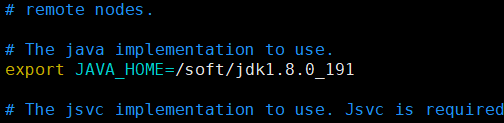 # remote nodes.
# The java implementation to use.
export JAVA_HOME=/soft/jdk1.8.0_191
# The jsvc implementation to use. Jsvc is required